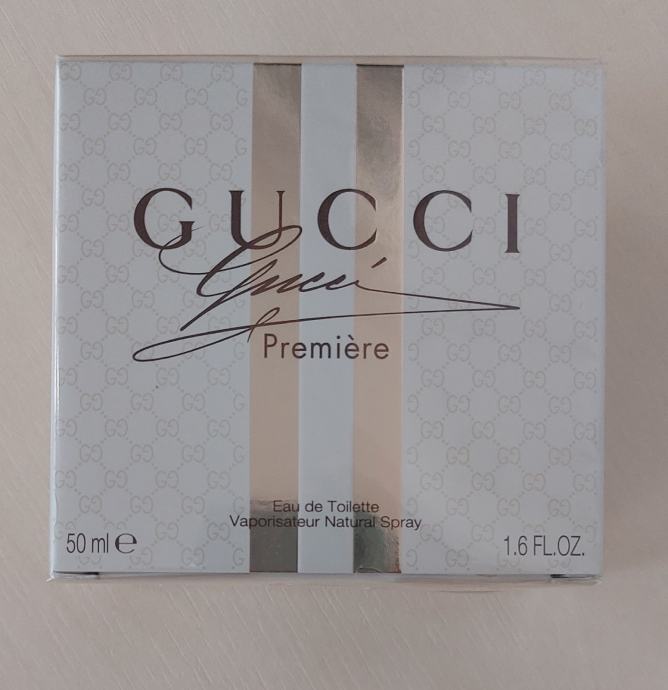 GUCCI
Gucci
Première
Eau de Toilette
Vaporisateur Natural Spray
50 ml ℮
1.6 FL.OZ.